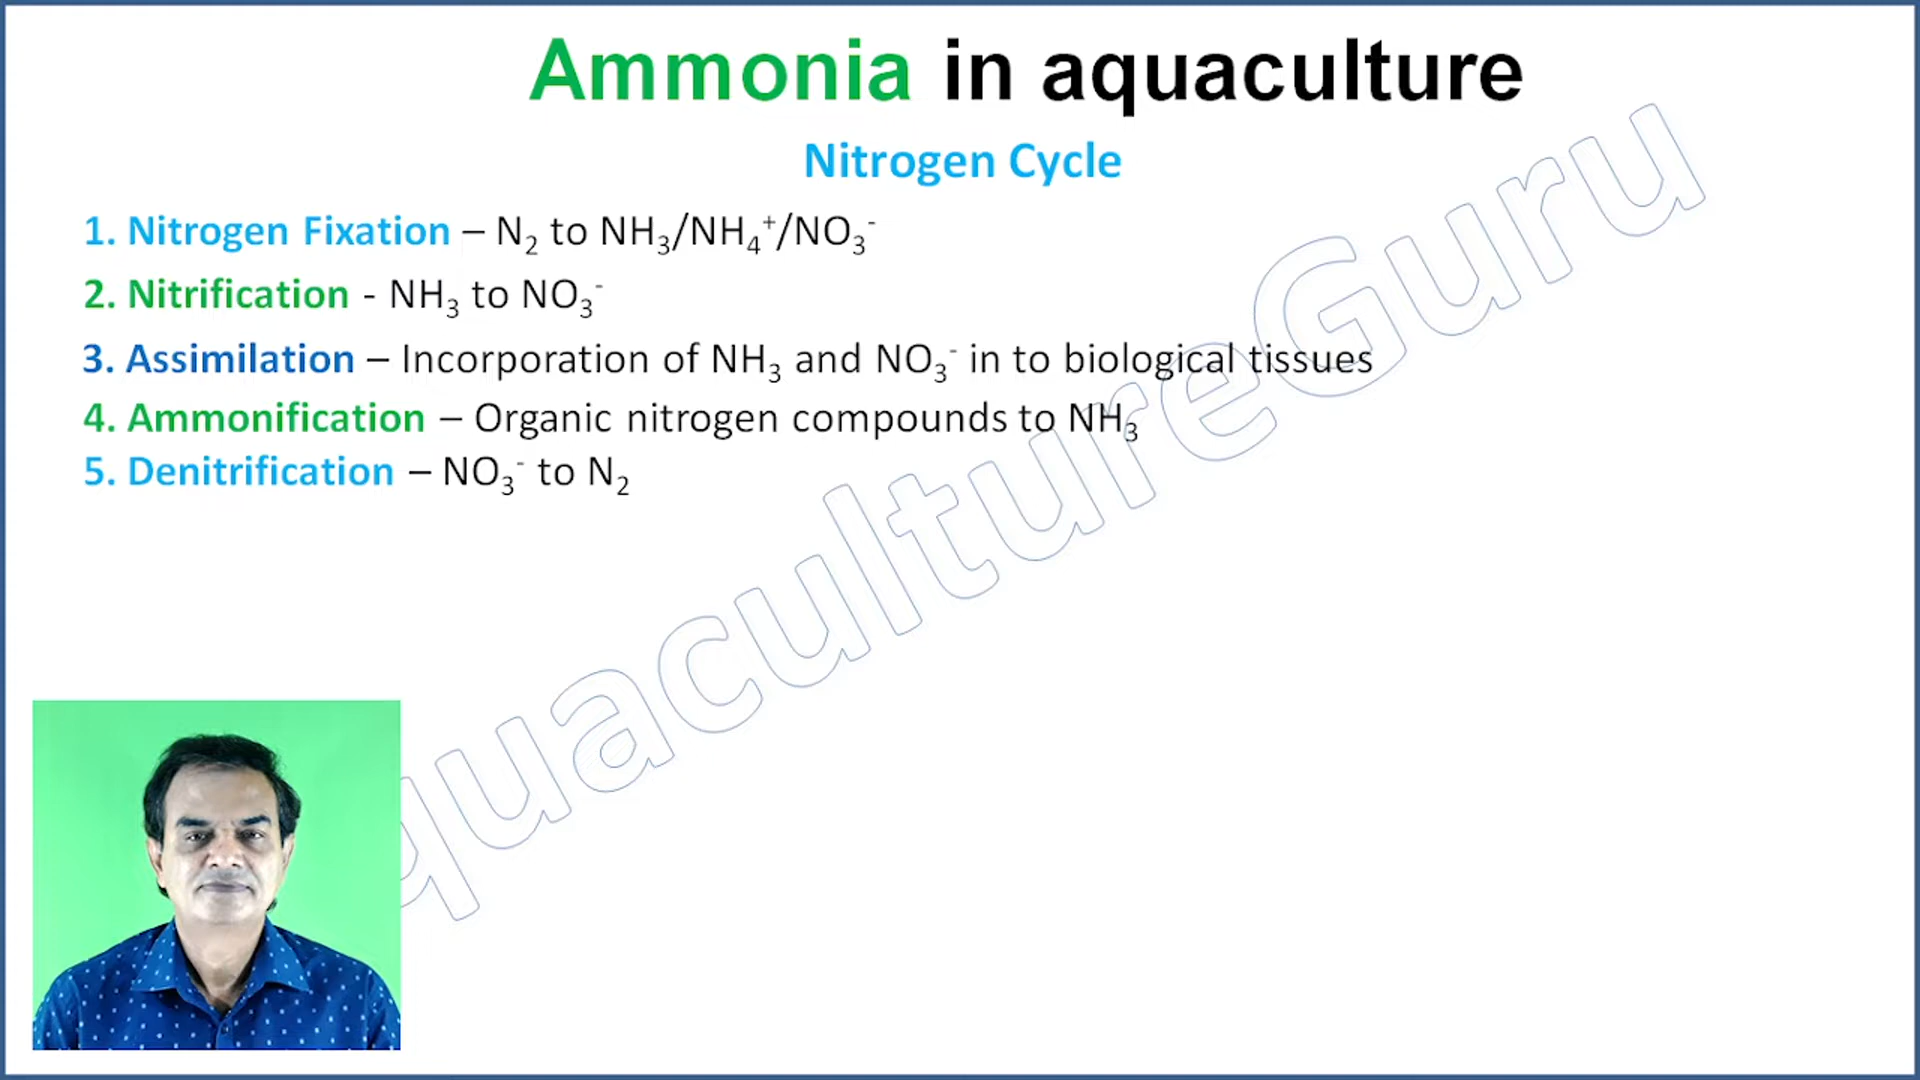 Ammonia in aquaculture
Nitrogen Cycle
1. Nitrogen Fixation – N₂ to NH₃/NH₄⁺/NO₃⁻
2. Nitrification - NH₃ to NO₃⁻
3. Assimilation – Incorporation of NH₃ and NO₃⁻ in to biological tissues
4. Ammonification – Organic nitrogen compounds to NH₃
5. Denitrification – NO₃⁻ to N₂
quacultureGuru